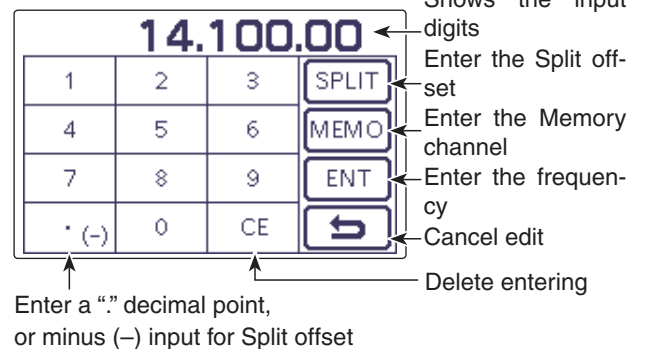 Shows the input
digits
14.100.00
Enter the Split off-
set
1 2 3 SPLIT
Enter the Memory
channel
4 5 6 MEMO
Enter the frequen-
cy
7 8 9 ENT
Cancel edit
· (–) 0 CE
Delete entering
Enter a “.” decimal point,
or minus (–) input for Split offset